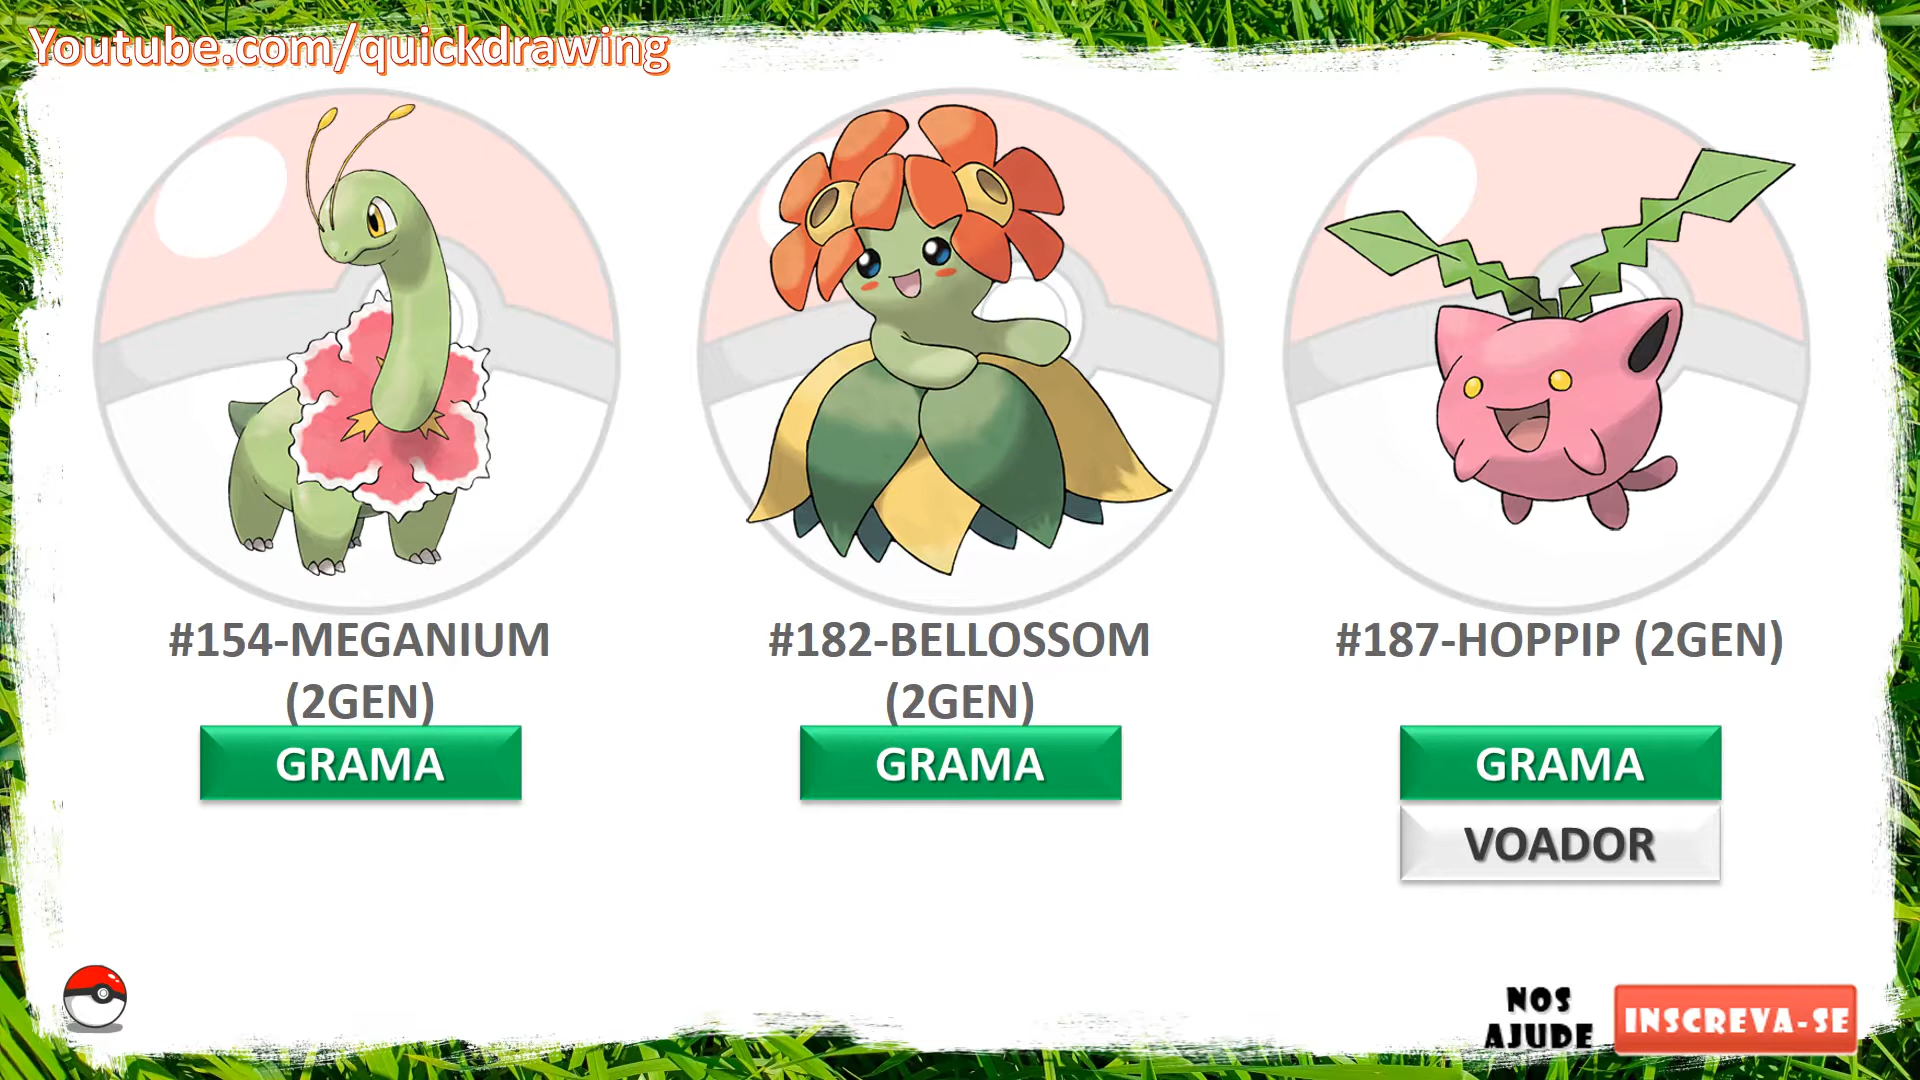 Youtube.com/quickdrawing
#154-MEGANIUM
(2GEN)
GRAMA
#182-BELLOSSOM
(2GEN)
GRAMA
#187-HOPPIP (2GEN)
GRAMA
VOADOR
NOS
AJUDE
INSCREVA-SE